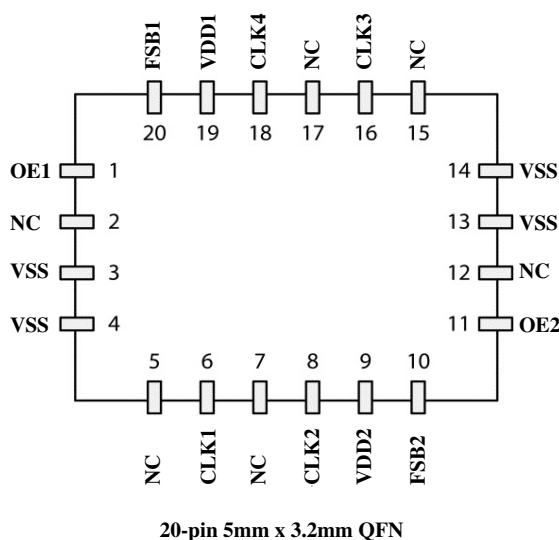 FSB1 VDD1 CLK4 NC CLK3 NC
20 19 18 17 16 15
OE1 1 14 VSS
NC 2 13 VSS
VSS 3 12 NC
VSS 4 11 OE2
5 6 7 8 9 10
NC CLK1 NC CLK2 VDD2 FSB2
20-pin 5mm x 3.2mm QFN